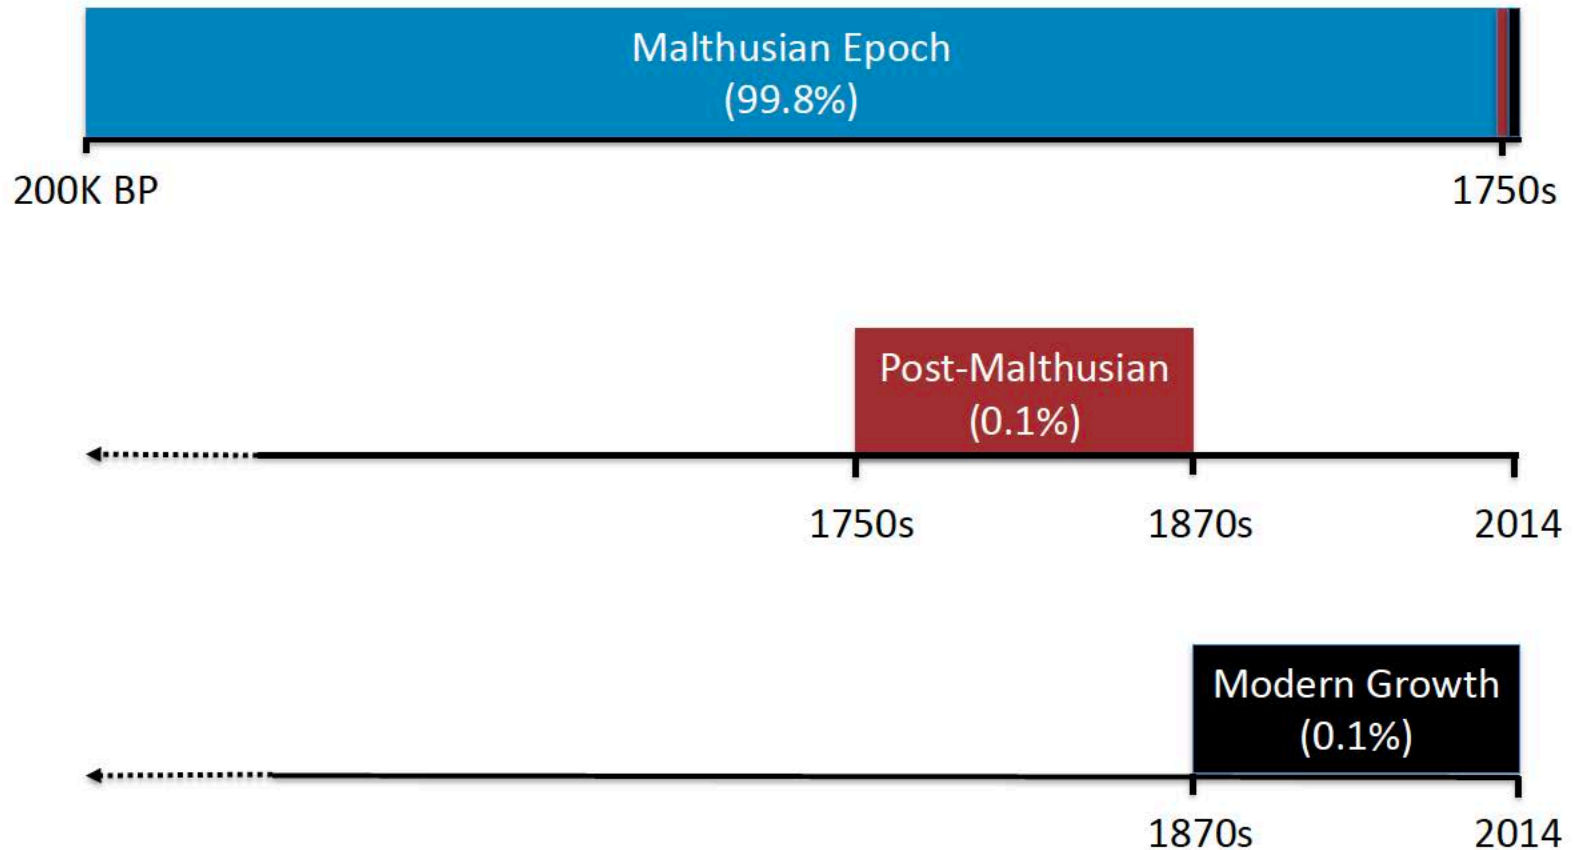 Malthusian Epoch
(99.8%)
200K BP
1750s
Post-Malthusian
(0.1%)
1750s
1870s
2014
Modern Growth
(0.1%)
1870s
2014